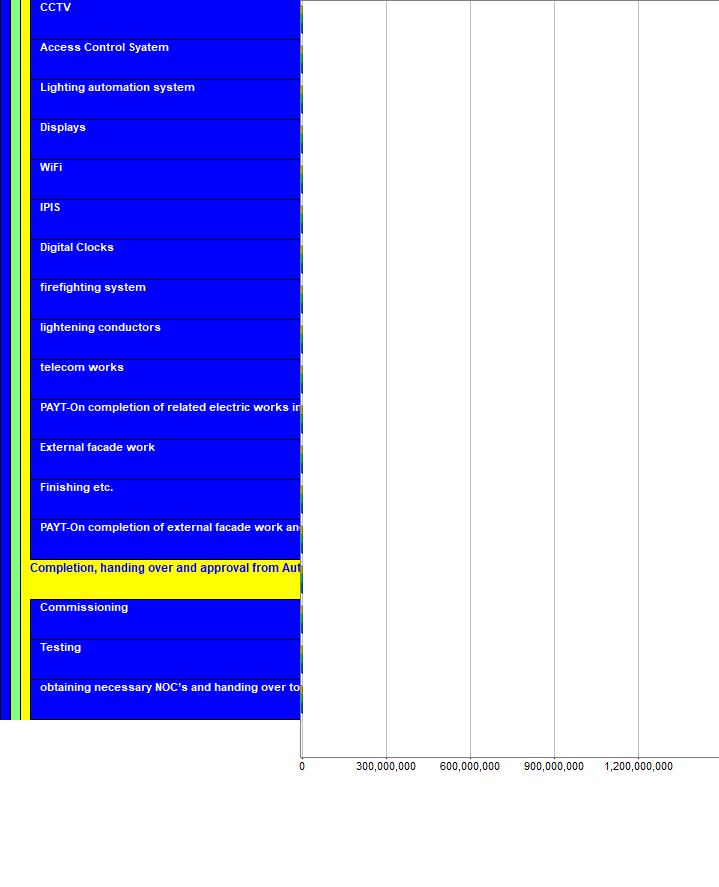 CCTV
Access Control Syatem
Lighting automation system
Displays
WiFi
IPIS
Digital Clocks
firefighting system
lightening conductors
telecom works
PAYT-On completion of related electric works in
External facade work
Finishing etc.
PAYT-On completion of external facade work an
Completion, handing over and approval from Aut
Commissioning
Testing
obtaining necessary NOC's and handing over to
0 300,000,000 600,000,000 900,000,000 1,200,000,000